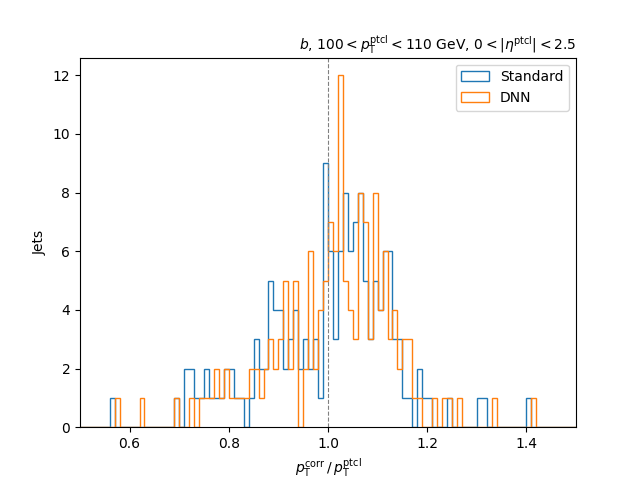 b, 100 < p_T^ptcl < 110 GeV, 0 < |η^ptcl| < 2.5
Standard
DNN
Jets
12
10
8
6
4
2
0
0.6 0.8 1.0 1.2 1.4
p_T^corr / p_T^ptcl